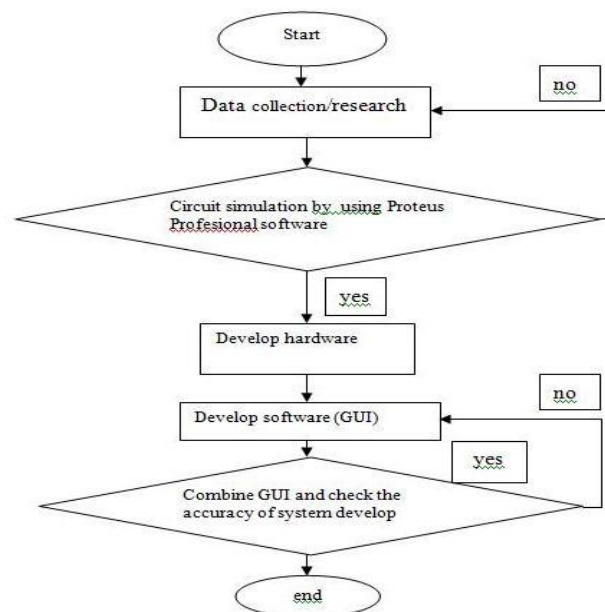 Start
no
Data collection/research
Circuit simulation by using Proteus
Profesional software
yes
Develop hardware
no
Develop software (GUI)
yes
Combine GUI and check the
accuracy of system develop
end